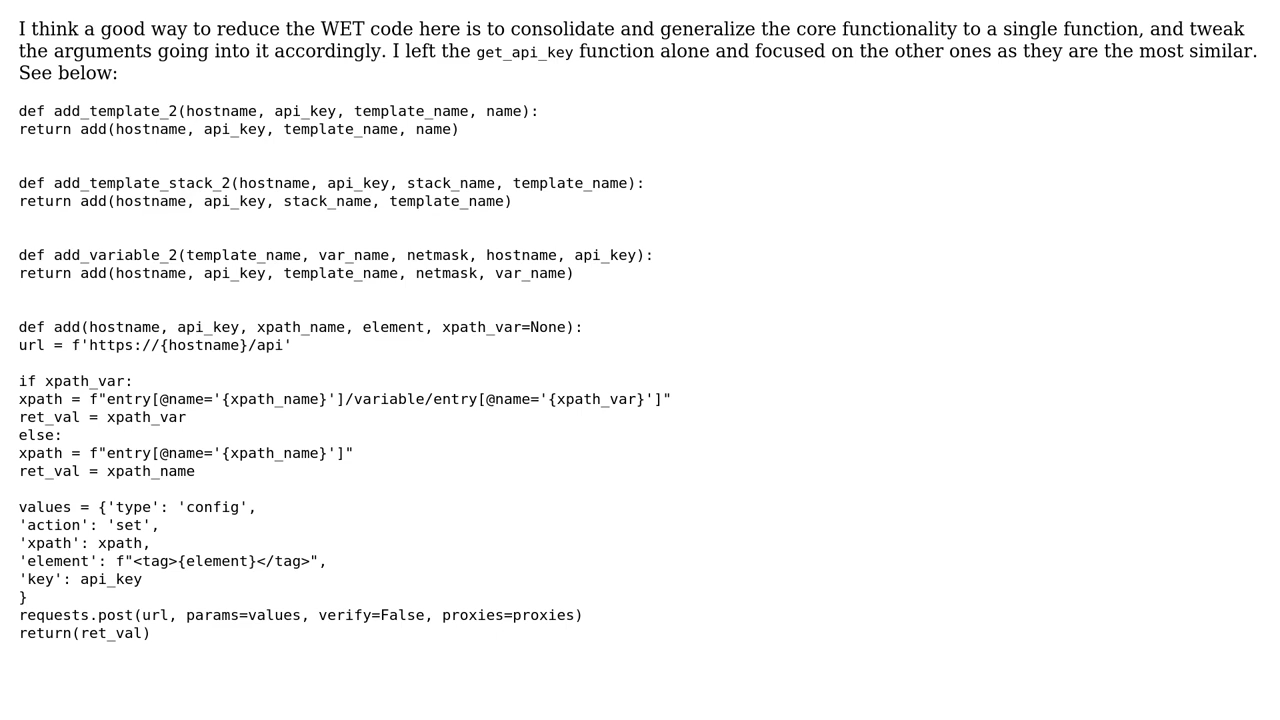 I think a good way to reduce the WET code here is to consolidate and generalize the core functionality to a single function, and tweak
the arguments going into it accordingly. I left the get_api_key function alone and focused on the other ones as they are the most similar.
See below:
def add_template_2(hostname, api_key, template_name, name):
return add(hostname, api_key, template_name, name)
def add_template_stack_2(hostname, api_key, stack_name, template_name):
return add(hostname, api_key, stack_name, template_name)
def add_variable_2(template_name, var_name, netmask, hostname, api_key):
return add(hostname, api_key, template_name, netmask, var_name)
def add(hostname, api_key, xpath_name, element, xpath_var=None):
url = f'https://{hostname}/api'
if xpath_var:
xpath = f"entry[@name='{xpath_name}']/variable/entry[@name='{xpath_var}']"
ret_val = xpath_var
else:
xpath = f"entry[@name='{xpath_name}']"
ret_val = xpath_name
values = {'type': 'config',
'action': 'set',
'xpath': xpath,
'element': f"<tag>{element}</tag>",
'key': api_key
}
requests.post(url, params=values, verify=False, proxies=proxies)
return(ret_val)